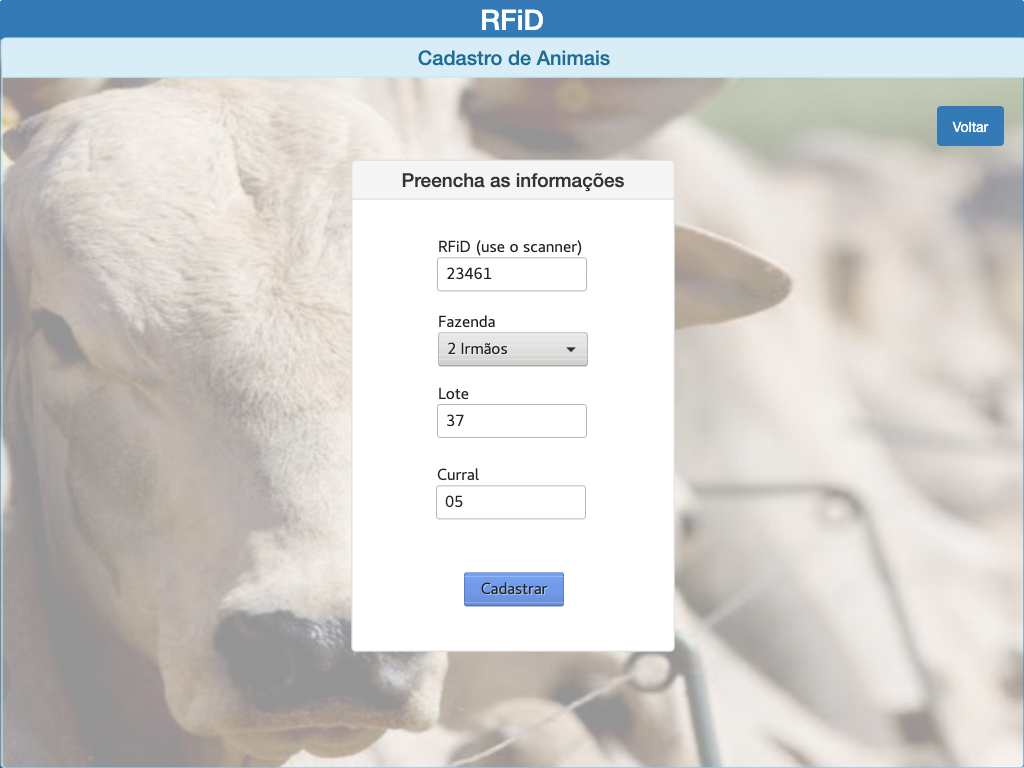 RFiD
Cadastro de Animais
Voltar
Preencha as informações
RFiD (use o scanner)
23461
Fazenda
2 Irmãos
Lote
37
Curral
05
Cadastrar